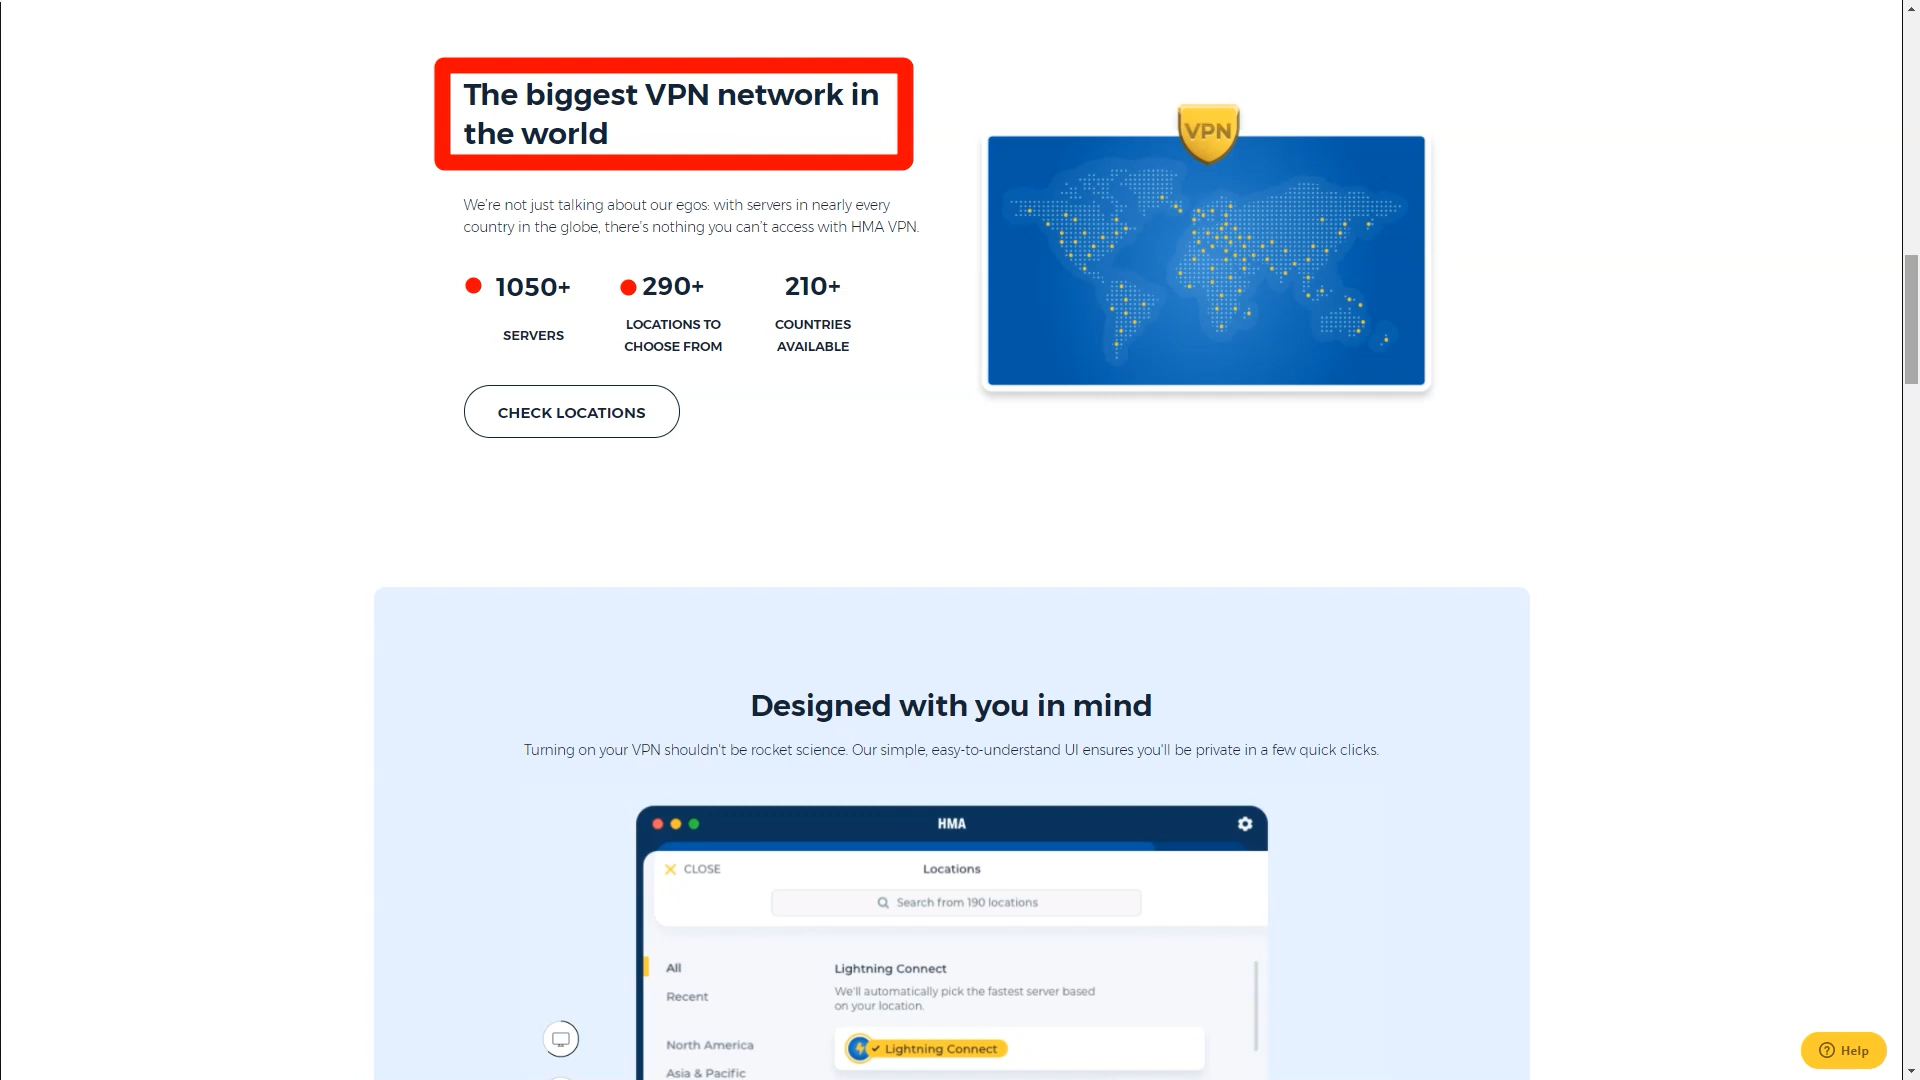 The biggest VPN network in
the world
VPN
We're not just talking about our egos: with servers in nearly every
country in the globe, there's nothing you can't access with HMA VPN.
1050+
SERVERS
290+
LOCATIONS TO
CHOOSE FROM
210+
COUNTRIES
AVAILABLE
CHECK LOCATIONS
Designed with you in mind
Turning on your VPN shouldn't be rocket science. Our simple, easy-to-understand UI ensures you'll be private in a few quick clicks.
HMA
CLOSE
Locations
Search from 190 locations
All
Recent
North America
Asia & Pacific
Lightning Connect
We'll automatically pick the fastest server based
on your location.
Lightning Connect
Help